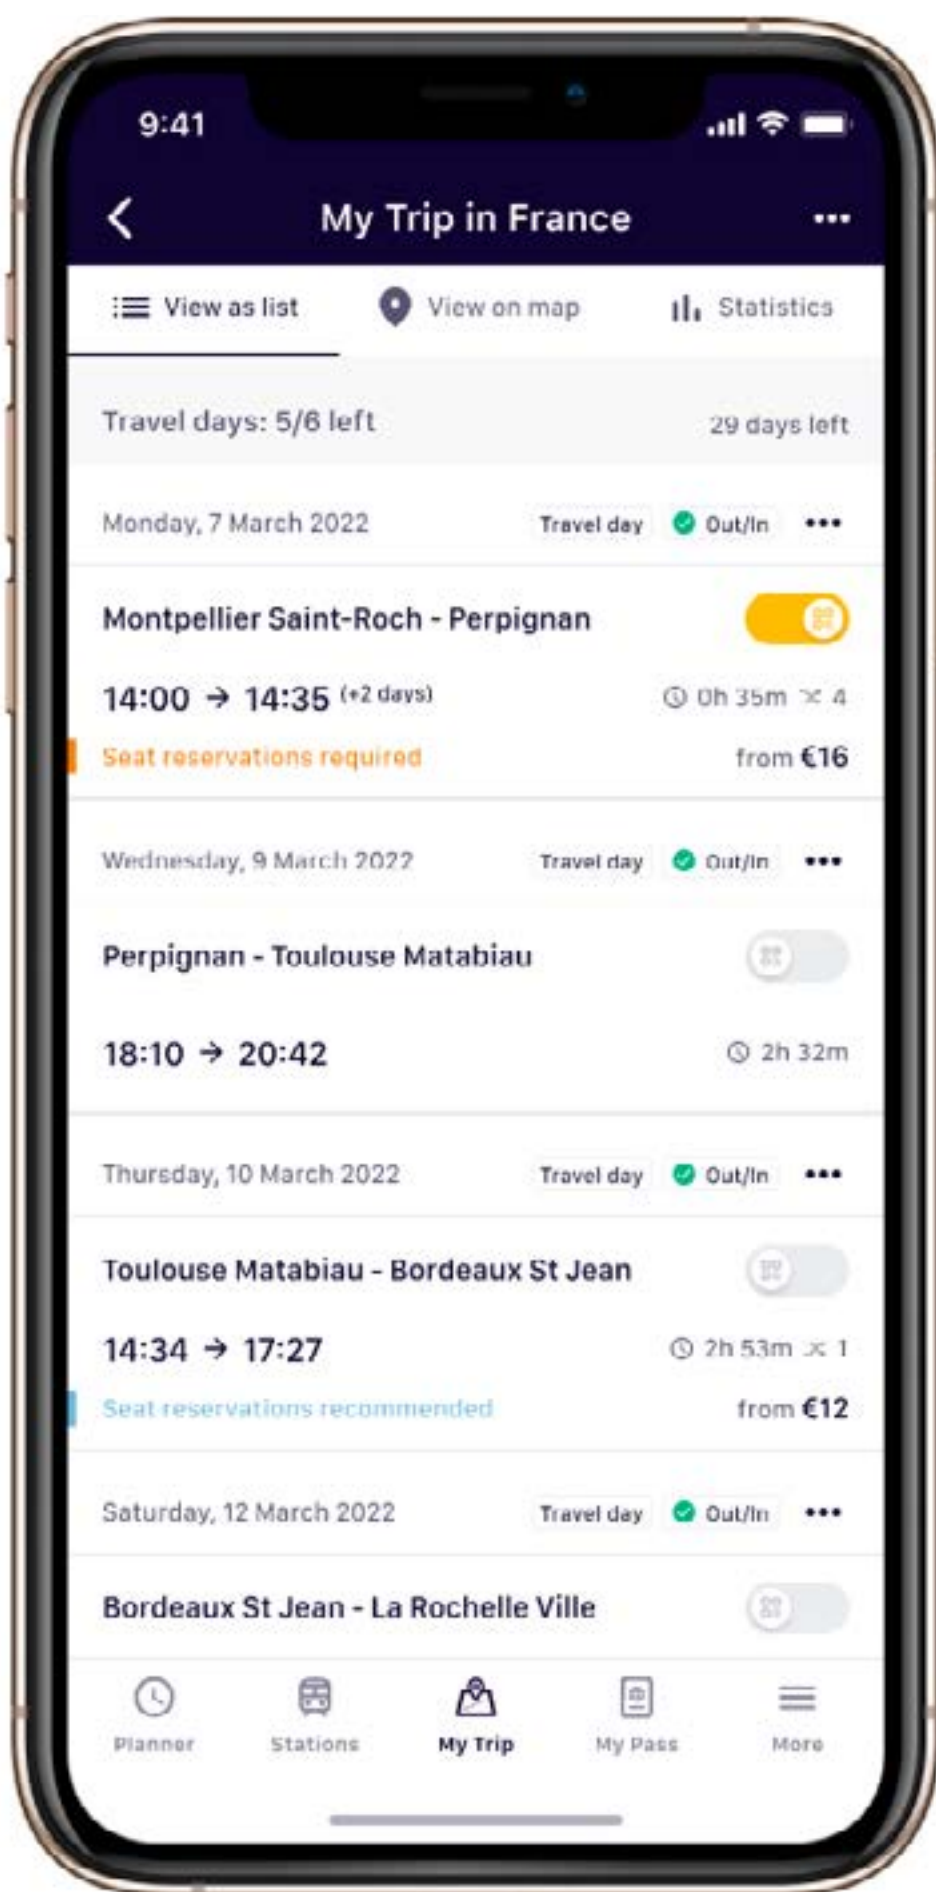 9:41
My Trip in France
View as list View on map Statistics
Travel days: 5/6 left 29 days left
Monday, 7 March 2022 Travel day Out/In
Montpellier Saint-Roch - Perpignan
14:00 → 14:35 (+2 days) 0h 35m 4
Seat reservations required from €16
Wednesday, 9 March 2022 Travel day Out/In
Perpignan - Toulouse Matabiau
18:10 → 20:42 2h 32m
Thursday, 10 March 2022 Travel day Out/In
Toulouse Matabiau - Bordeaux St Jean
14:34 → 17:27 2h 53m 1
Seat reservations recommended from €12
Saturday, 12 March 2022 Travel day Out/In
Bordeaux St Jean - La Rochelle Ville
Planner Stations My Trip My Pass More